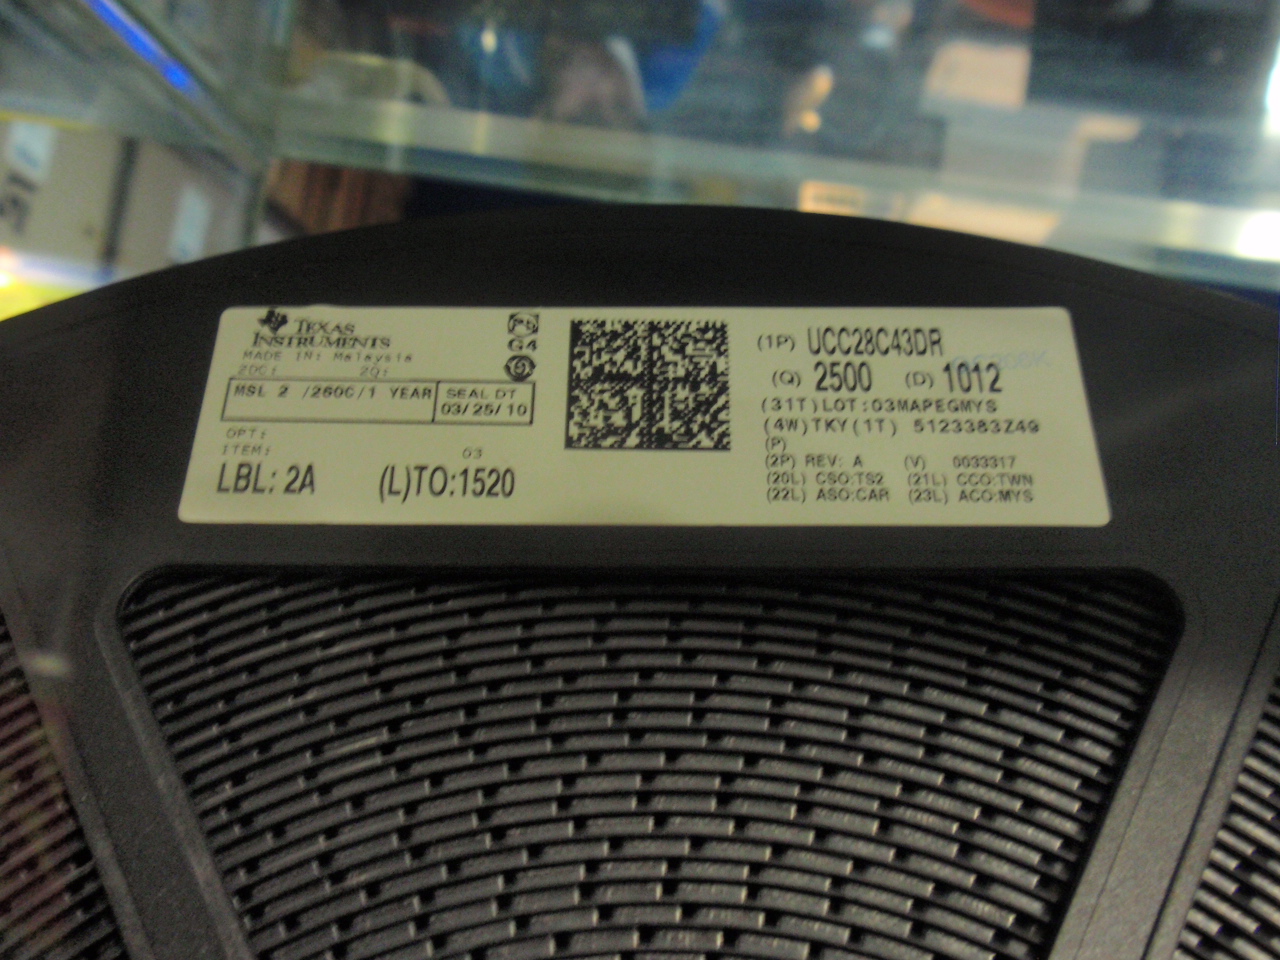 TEXAS
INSTRUMENTS
MADE IN: Malaysia
2DC: 2Q:
MSL 2 /260C/1 YEAR
SEAL DT
03/25/10
OPT:
ITEM: 03
LBL: 2A (L)TO:1520
Pb
G4
(1P) UCC28C43DR
(Q) 2500 (D) 1012
(31T)LOT:03MAPEGMYS
(4W)TKY(1T) 5123383Z49
(P)
(2P) REV: A (V) 0033317
(20L) CSO:TS2 (21L) CCO:TWN
(22L) ASO:CAR (23L) ACO:MYS